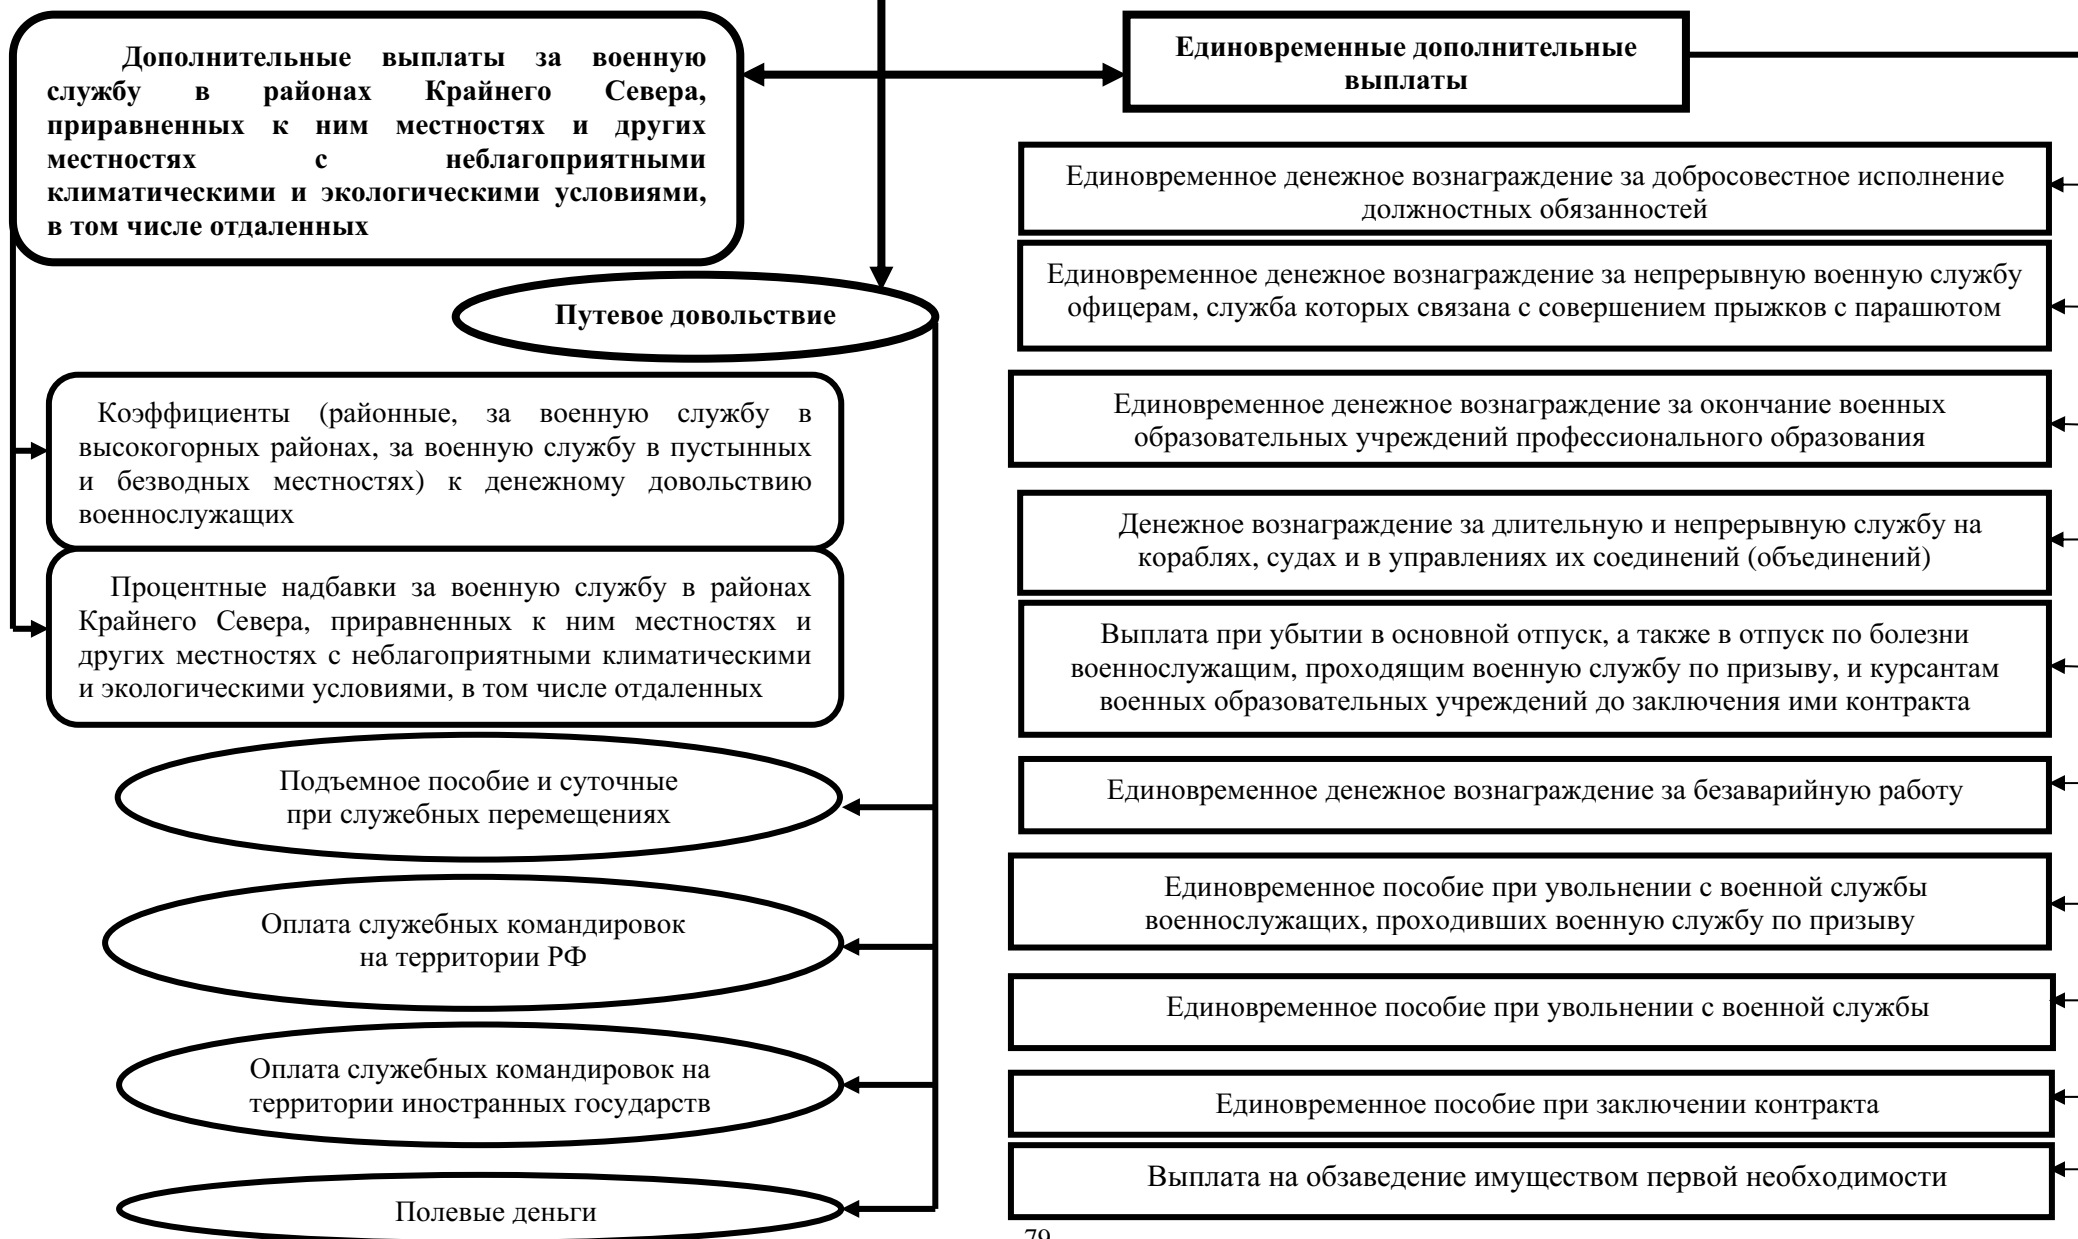 Дополнительные выплаты за военную
службу в районах Крайнего Севера,
приравненных к ним местностях и других
местностях с неблагоприятными
климатическими и экологическими условиями,
в том числе отдаленных
Единовременные дополнительные
выплаты
Путевое довольствие
Коэффициенты (районные, за военную службу в
высокогорных районах, за военную службу в пустынных
и безводных местностях) к денежному довольствию
военнослужащих
Процентные надбавки за военную службу в районах
Крайнего Севера, приравненных к ним местностях и
других местностях с неблагоприятными климатическими
и экологическими условиями, в том числе отдаленных
Подъемное пособие и суточные
при служебных перемещениях
Оплата служебных командировок
на территории РФ
Оплата служебных командировок на
территории иностранных государств
Полевые деньги
Единовременное денежное вознаграждение за добросовестное исполнение
должностных обязанностей
Единовременное денежное вознаграждение за непрерывную военную службу
офицерам, служба которых связана с совершением прыжков с парашютом
Единовременное денежное вознаграждение за окончание военных
образовательных учреждений профессионального образования
Денежное вознаграждение за длительную и непрерывную службу на
кораблях, судах и в управлениях их соединений (объединений)
Выплата при убытии в основной отпуск, а также в отпуск по болезни
военнослужащим, проходящим военную службу по призыву, и курсантам
военных образовательных учреждений до заключения ими контракта
Единовременное денежное вознаграждение за безаварийную работу
Единовременное пособие при увольнении с военной службы
военнослужащих, проходивших военную службу по призыву
Единовременное пособие при увольнении с военной службы
Единовременное пособие при заключении контракта
Выплата на обзаведение имуществом первой необходимости
79